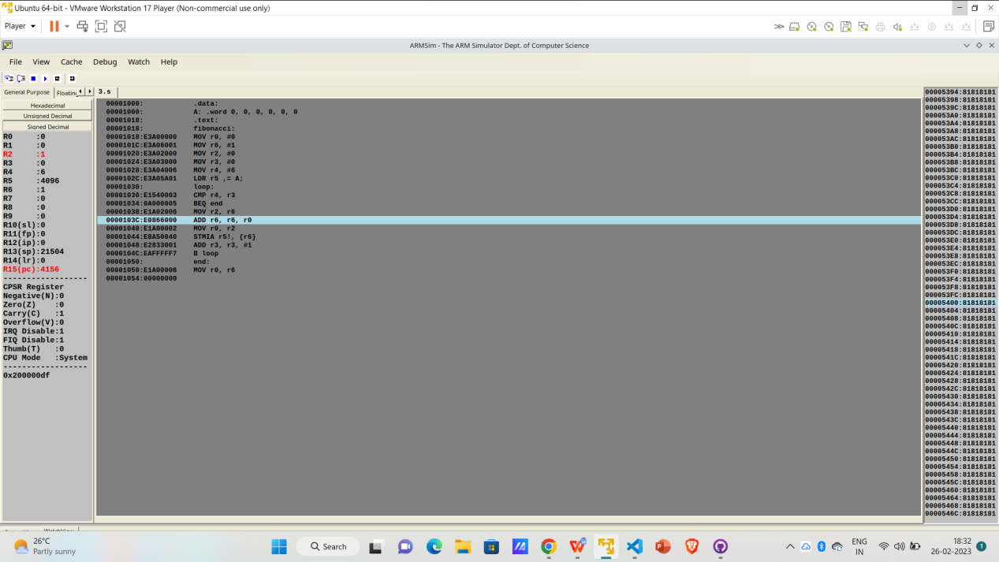 Ubuntu 64-bit - VMware Workstation 17 Player (Non-commercial use only)
Player
ARMSim - The ARM Simulator Dept. of Computer Science
File View Cache Debug Watch Help
General Purpose Floating
Hexadecimal
Unsigned Decimal
Signed Decimal
R0 :0
R1 :0
R2 :1
R3 :0
R4 :6
R5 :4096
R6 :1
R7 :0
R8 :0
R9 :0
R10(sl):0
R11(fp):0
R12(ip):0
R13(sp):21504
R14(lr):0
R15(pc):4156
------------------
CPSR Register
Negative(N):0
Zero(Z) :0
Carry(C) :1
Overflow(V):0
IRQ Disable:1
FIQ Disable:1
Thumb(T) :0
CPU Mode :System
------------------
0x200000df
3.s
00001000: .data:
00001000: A: .word 0, 0, 0, 0, 0, 0
00001018: .text:
00001018: fibonacci:
00001018:E3A00000 MOV r0, #0
0000101C:E3A06001 MOV r6, #1
00001020:E3A02000 MOV r2, #0
00001024:E3A03000 MOV r3, #0
00001028:E3A04006 MOV r4, #6
0000102C:E3A05A01 LDR r5 ,= A;
00001030: loop:
00001030:E1540003 CMP r4, r3
00001034:0A000005 BEQ end
00001038:E1A02006 MOV r2, r6
0000103C:E0866000 ADD r6, r6, r0
00001040:E1A00002 MOV r0, r2
00001044:E8A50040 STMIA r5!, {r6}
00001048:E2833001 ADD r3, r3, #1
0000104C:EAFFFFF7 B loop
00001050: end:
00001050:E1A00006 MOV r0, r6
00001054:00000000
00005394:81818181
00005398:81818181
0000539C:81818181
000053A0:81818181
000053A4:81818181
000053A8:81818181
000053AC:81818181
000053B0:81818181
000053B4:81818181
000053B8:81818181
000053BC:81818181
000053C0:81818181
000053C4:81818181
000053C8:81818181
000053CC:81818181
000053D0:81818181
000053D4:81818181
000053D8:81818181
000053DC:81818181
000053E0:81818181
000053E4:81818181
000053E8:81818181
000053EC:81818181
000053F0:81818181
000053F4:81818181
000053F8:81818181
000053FC:81818181
00005400:81818181
00005404:81818181
00005408:81818181
0000540C:81818181
00005410:81818181
00005414:81818181
00005418:81818181
0000541C:81818181
00005420:81818181
00005424:81818181
00005428:81818181
0000542C:81818181
00005430:81818181
00005434:81818181
00005438:81818181
0000543C:81818181
00005440:81818181
00005444:81818181
00005448:81818181
0000544C:81818181
00005450:81818181
00005454:81818181
00005458:81818181
0000545C:81818181
00005460:81818181
00005464:81818181
00005468:81818181
0000546C:81818181
26°C
Partly sunny
Search
ENG
IN
18:32
26-02-2023
1